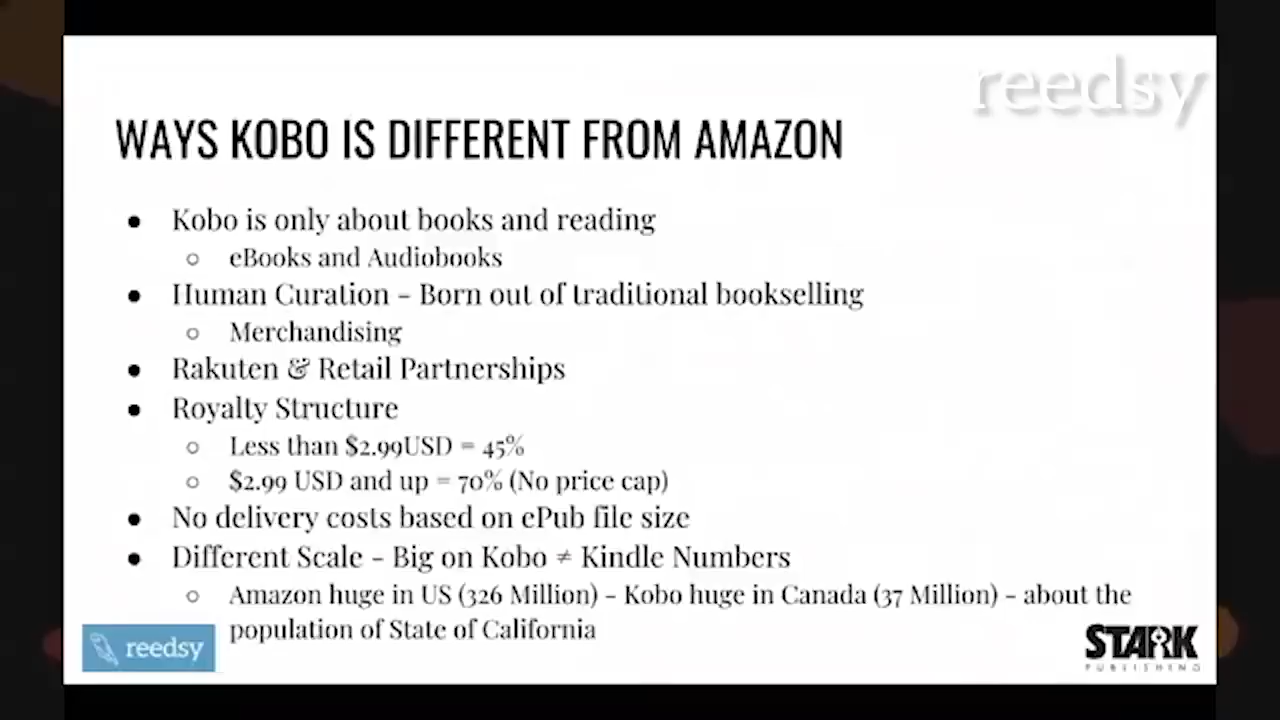 reedsy
WAYS KOBO IS DIFFERENT FROM AMAZON
● Kobo is only about books and reading
○ eBooks and Audiobooks
● Human Curation – Born out of traditional bookselling
○ Merchandising
● Rakuten & Retail Partnerships
● Royalty Structure
○ Less than $2.99USD = 45%
○ $2.99 USD and up = 70% (No price cap)
● No delivery costs based on ePub file size
● Different Scale – Big on Kobo ≠ Kindle Numbers
○ Amazon huge in US (326 Million) – Kobo huge in Canada (37 Million) – about the
population of State of California
reedsy
STARK
PUBLISHING